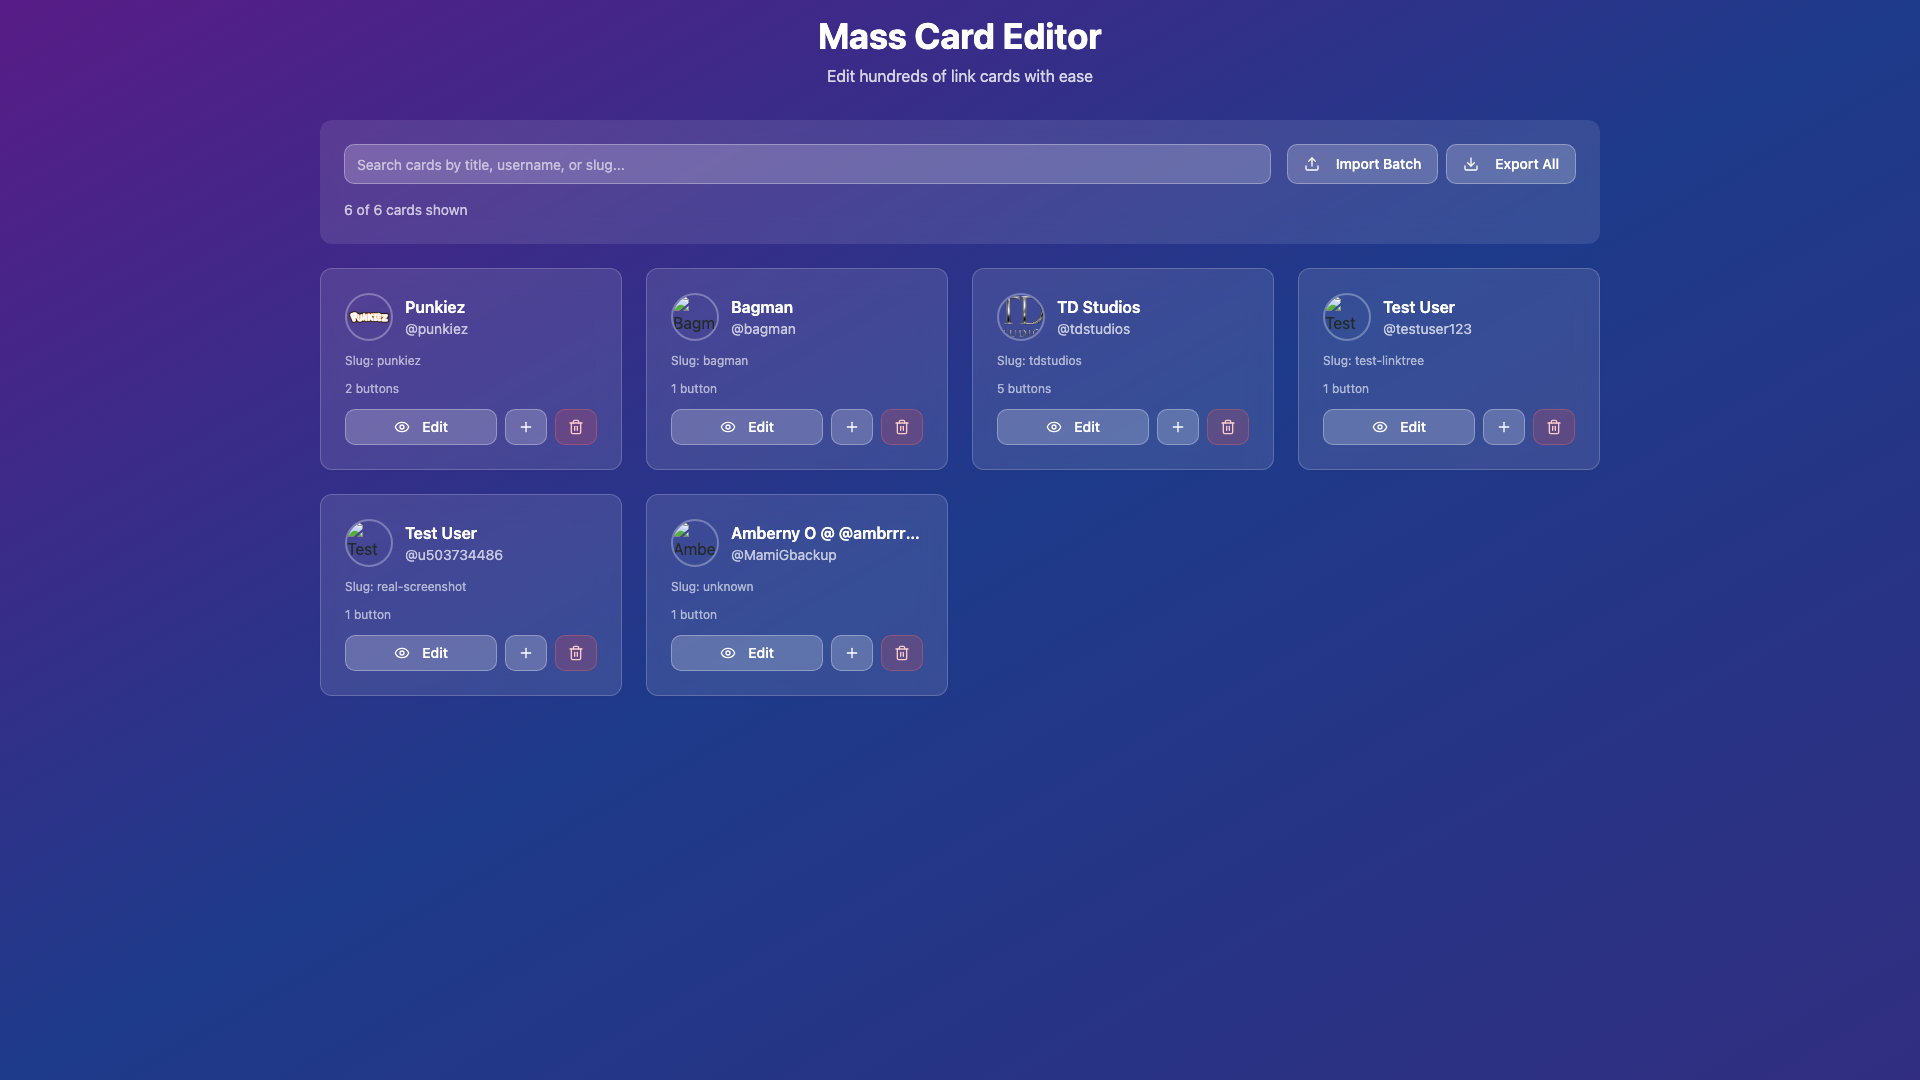 Mass Card Editor
Edit hundreds of link cards with ease
Search cards by title, username, or slug...
Import Batch
Export All
6 of 6 cards shown
PUNKIEZ
Punkiez
@punkiez
Slug: punkiez
2 buttons
Edit
Bagm
Bagman
@bagman
Slug: bagman
1 button
Edit
TD
TD Studios
@tdstudios
Slug: tdstudios
5 buttons
Edit
Test
Test User
@testuser123
Slug: test-linktree
1 button
Edit
Test
Test User
@u503734486
Slug: real-screenshot
1 button
Edit
Ambe
Amberny O @ @ambrrr...
@MamiGbackup
Slug: unknown
1 button
Edit